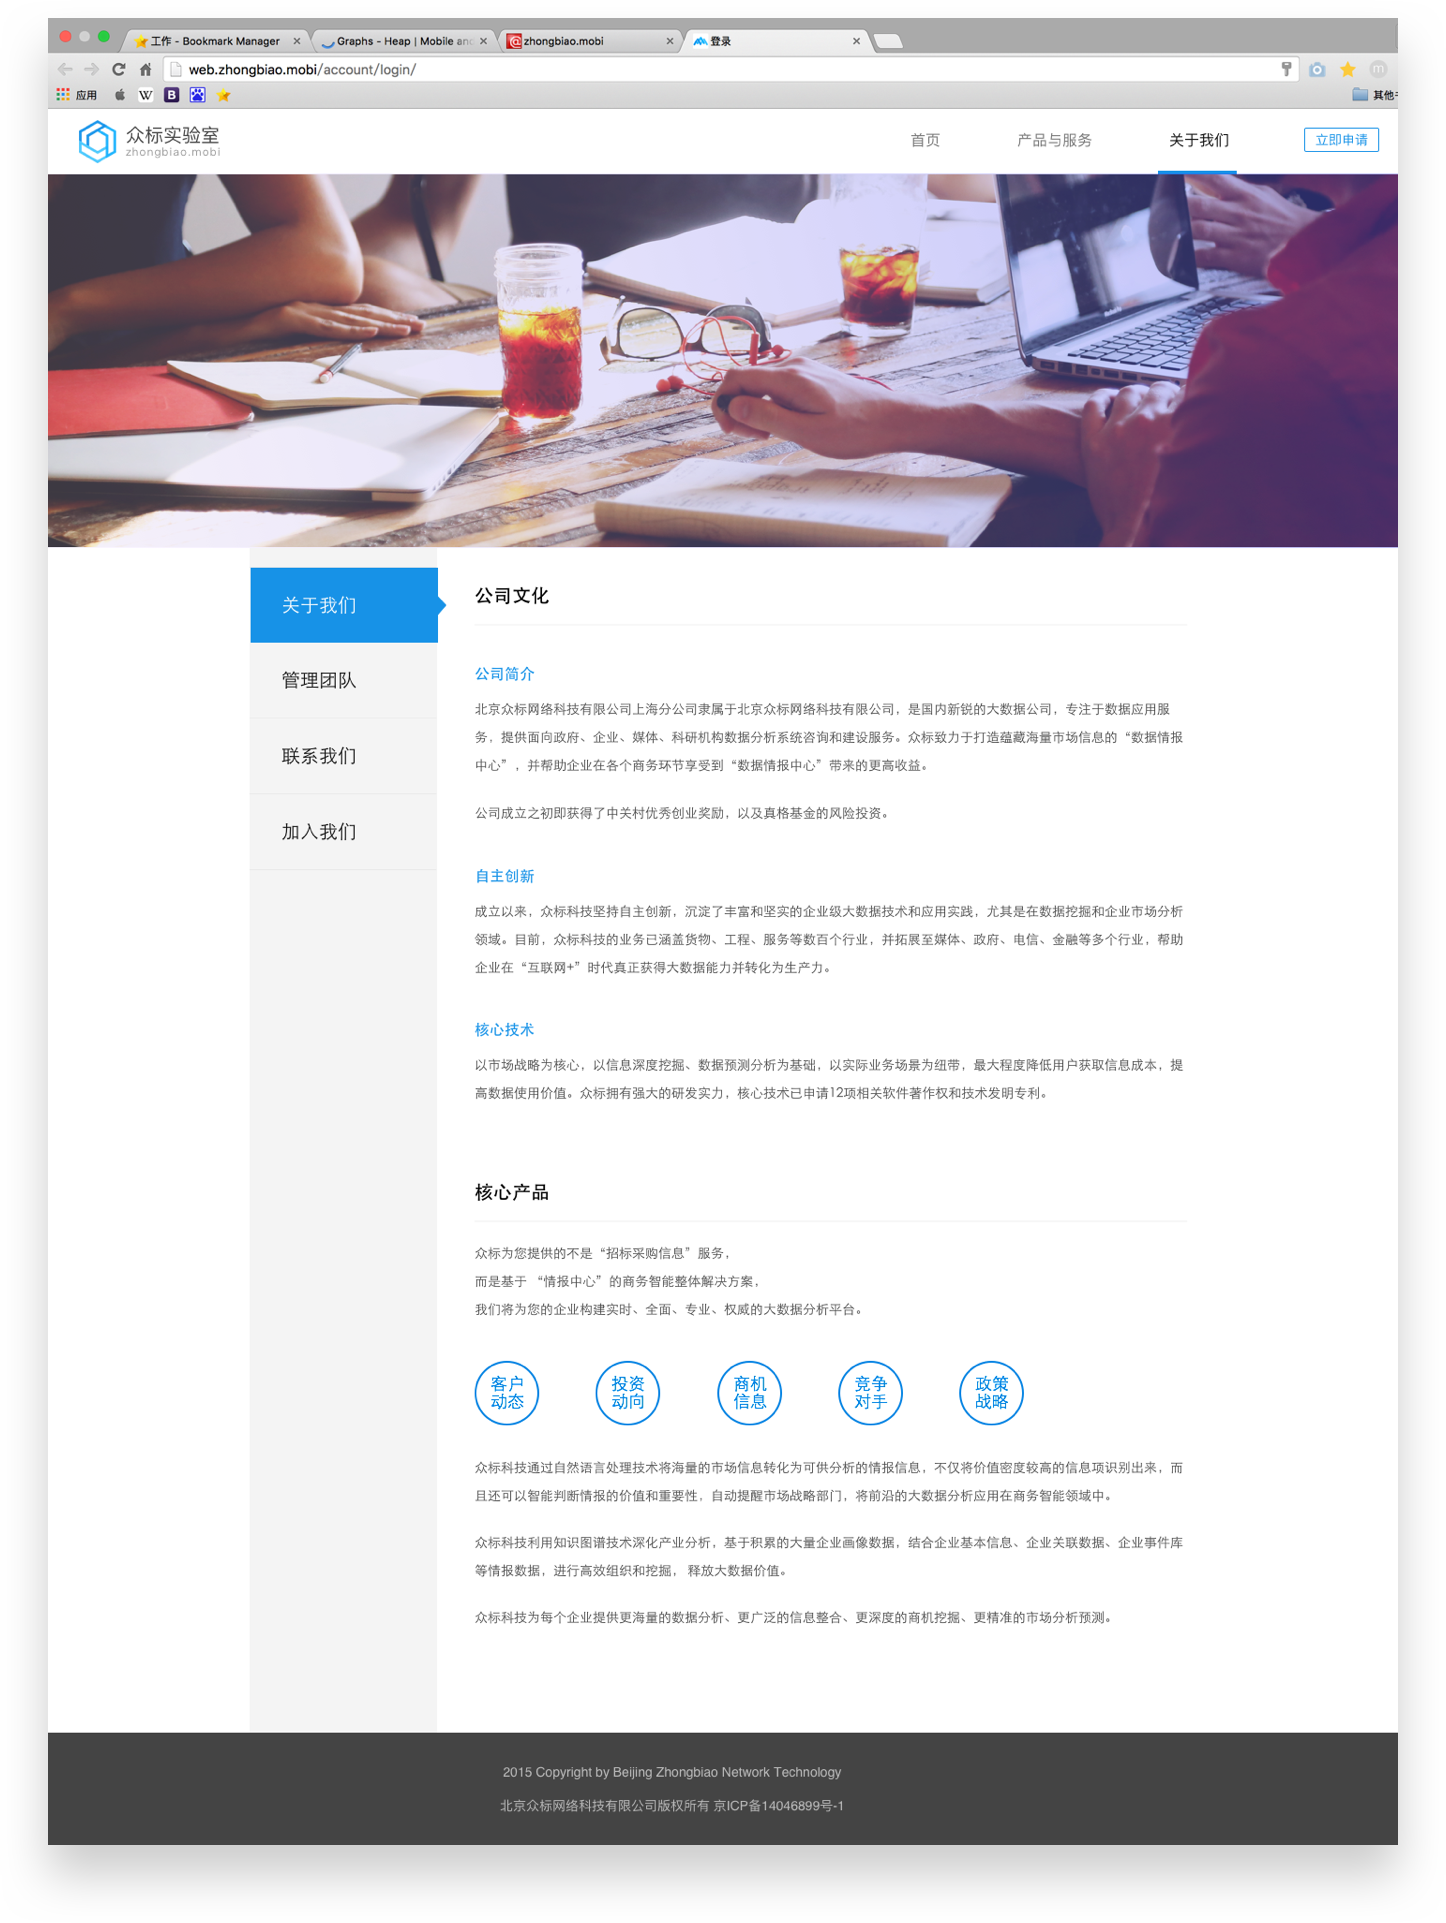 工作 - Bookmark Manager
Graphs - Heap | Mobile and
zhongbiao.mobi
登录
web.zhongbiao.mobi/account/login/
应用
W
B
其他
众标实验室
zhongbiao.mobi
首页
产品与服务
关于我们
立即申请
关于我们
管理团队
联系我们
加入我们
公司文化
公司简介
北京众标网络科技有限公司上海分公司隶属于北京众标网络科技有限公司，是国内新锐的大数据公司，专注于数据应用服
务，提供面向政府、企业、媒体、科研机构数据分析系统咨询和建设服务。众标致力于打造蕴藏海量市场信息的“数据情报
中心”，并帮助企业在各个商务环节享受到“数据情报中心”带来的更高收益。
公司成立之初即获得了中关村优秀创业奖励，以及真格基金的风险投资。
自主创新
成立以来，众标科技坚持自主创新，沉淀了丰富和坚实的企业级大数据技术和应用实践，尤其是在数据挖掘和企业市场分析
领域。目前，众标科技的业务已涵盖货物、工程、服务等数百个行业，并拓展至媒体、政府、电信、金融等多个行业，帮助
企业在“互联网+”时代真正获得大数据能力并转化为生产力。
核心技术
以市场战略为核心，以信息深度挖掘、数据预测分析为基础，以实际业务场景为纽带，最大程度降低用户获取信息成本，提
高数据使用价值。众标拥有强大的研发实力，核心技术已申请12项相关软件著作权和技术发明专利。
核心产品
众标为您提供的不是“招标采购信息”服务，
而是基于 “情报中心”的商务智能整体解决方案，
我们将为您的企业构建实时、全面、专业、权威的大数据分析平台。
客户
动态
投资
动向
商机
信息
竞争
对手
政策
战略
众标科技通过自然语言处理技术将海量的市场信息转化为可供分析的情报信息，不仅将价值密度较高的信息项识别出来，而
且还可以智能判断情报的价值和重要性，自动提醒市场战略部门，将前沿的大数据分析应用在商务智能领域中。
众标科技利用知识图谱技术深化产业分析，基于积累的大量企业画像数据，结合企业基本信息、企业关联数据、企业事件库
等情报数据，进行高效组织和挖掘， 释放大数据价值。
众标科技为每个企业提供更海量的数据分析、更广泛的信息整合、更深度的商机挖掘、更精准的市场分析预测。
2015 Copyright by Beijing Zhongbiao Network Technology
北京众标网络科技有限公司版权所有 京ICP备14046899号-1